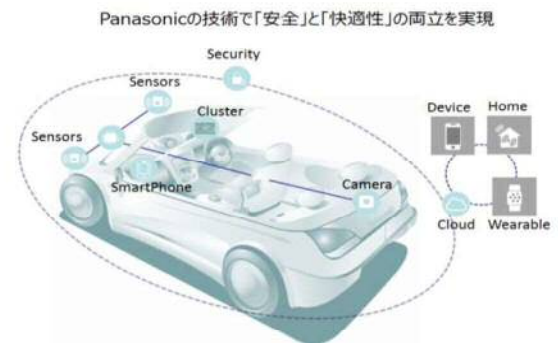 Panasonicの技術で「安全」と「快適性」の両立を実現
Security
Sensors
Cluster
Device Home
Sensors
SmartPhone
Camera
Cloud Wearable